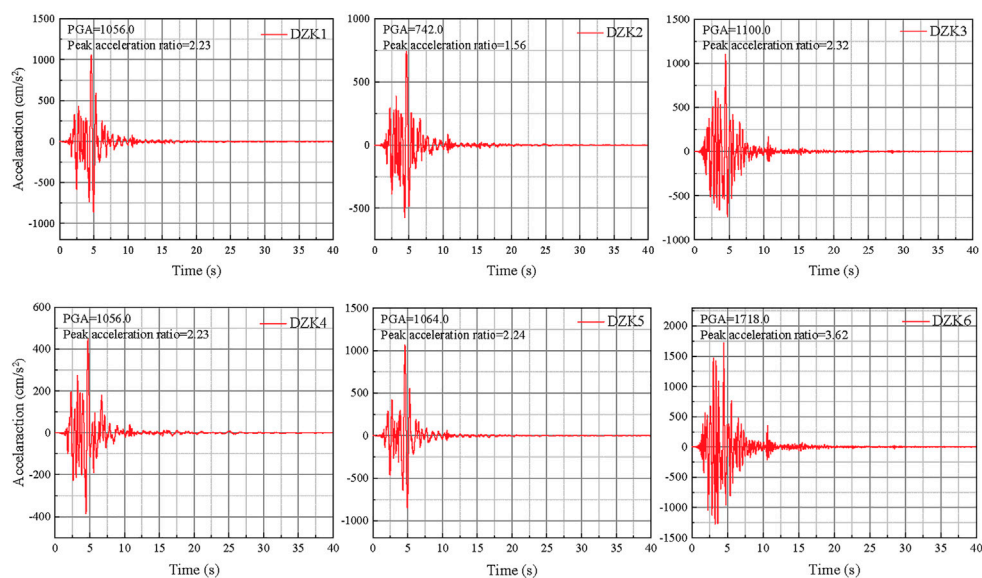 PGA=1056.0
Peak acceleration ratio=2.23
DZK1
1500
1000
500
0
-500
-1000
Accelaraction (cm/s²)
0 5 10 15 20 25 30 35 40
Time (s)
PGA=742.0
Peak acceleration ratio=1.56
DZK2
1000
750
500
250
0
-500
0 5 10 15 20 25 30 35 40
Time (s)
PGA=1100.0
Peak acceleration ratio=2.32
DZK3
1500
1000
500
0
-500
-1000
0 5 10 15 20 25 30 35 40
Time (s)
PGA=1056.0
Peak acceleration ratio=2.23
DZK4
600
400
200
0
-200
-400
Accelaraction (cm/s²)
0 5 10 15 20 25 30 35 40
Time (s)
PGA=1064.0
Peak acceleration ratio=2.24
DZK5
1500
1000
500
0
-500
-1000
0 5 10 15 20 25 30 35 40
Time (s)
PGA=1718.0
Peak acceleration ratio=3.62
DZK6
2000
1500
1000
500
0
-500
-1000
-1500
0 5 10 15 20 25 30 35 40
Time (s)